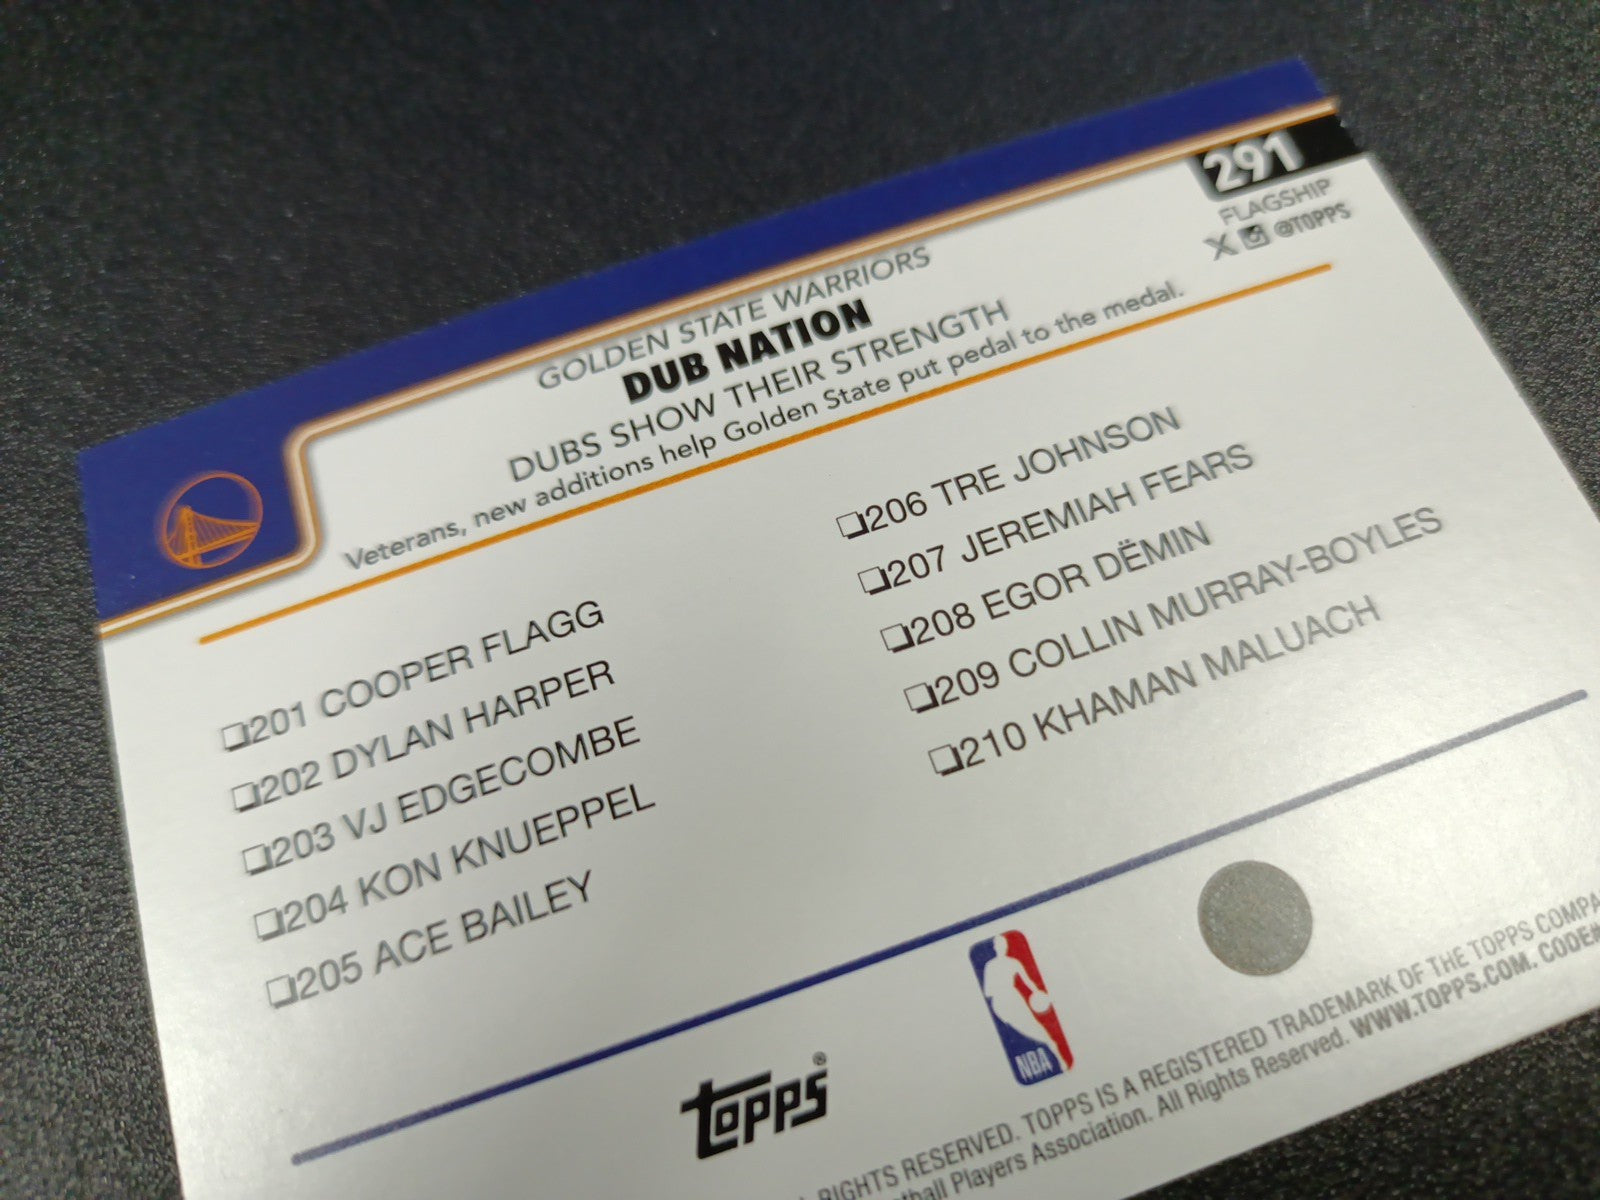 291
FLAGSHIP
@TOPPS
GOLDEN STATE WARRIORS
DUB NATION
DUBS SHOW THEIR STRENGTH
Veterans, new additions help Golden State put pedal to the medal.
❏201 COOPER FLAGG
❏202 DYLAN HARPER
❏203 VJ EDGECOMBE
❏204 KON KNUEPPEL
❏205 ACE BAILEY
❏206 TRE JOHNSON
❏207 JEREMIAH FEARS
❏208 EGOR DËMIN
❏209 COLLIN MURRAY-BOYLES
❏210 KHAMAN MALUACH
topps®
NBA
RIGHTS RESERVED. TOPPS IS A REGISTERED TRADEMARK OF THE TOPPS
Players Association. All Rights Reserved. WWW.TOPPS.COM. CODE#